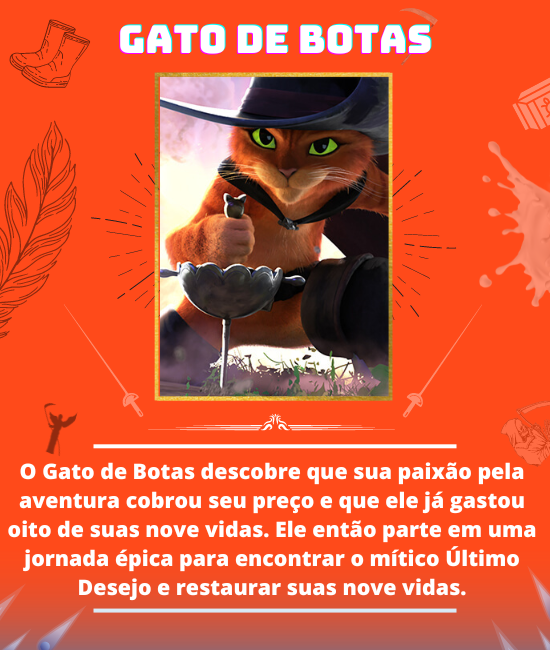 GATO DE BOTAS
O Gato de Botas descobre que sua paixão pela
aventura cobrou seu preço e que ele já gastou
oito de suas nove vidas. Ele então parte em uma
jornada épica para encontrar o mítico Último
Desejo e restaurar suas nove vidas.